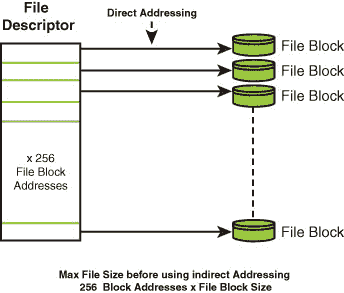 File
Descriptor
Direct Addressing
File Block
File Block
File Block
x 256
File Block
Addresses
File Block
Max File Size before using indirect Addressing
256 Block Addresses x File Block Size